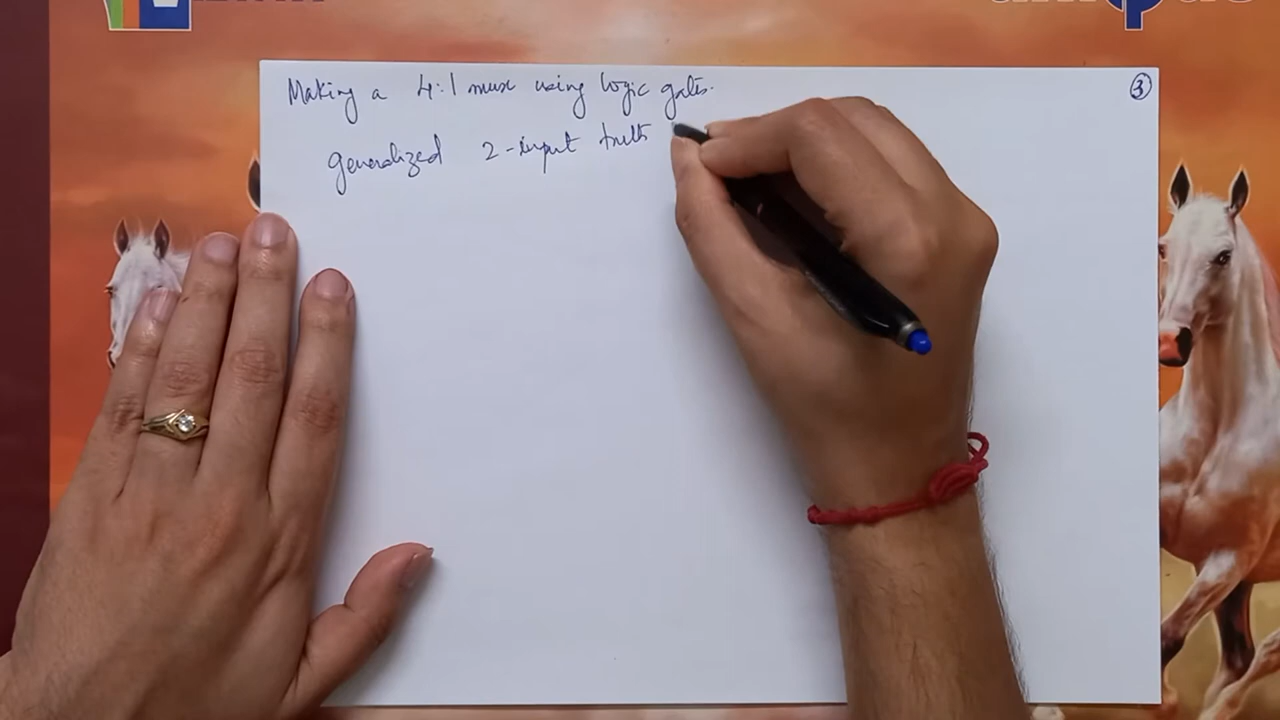 Making a 4:1 mux using logic gates.
③
generalized 2-input truth